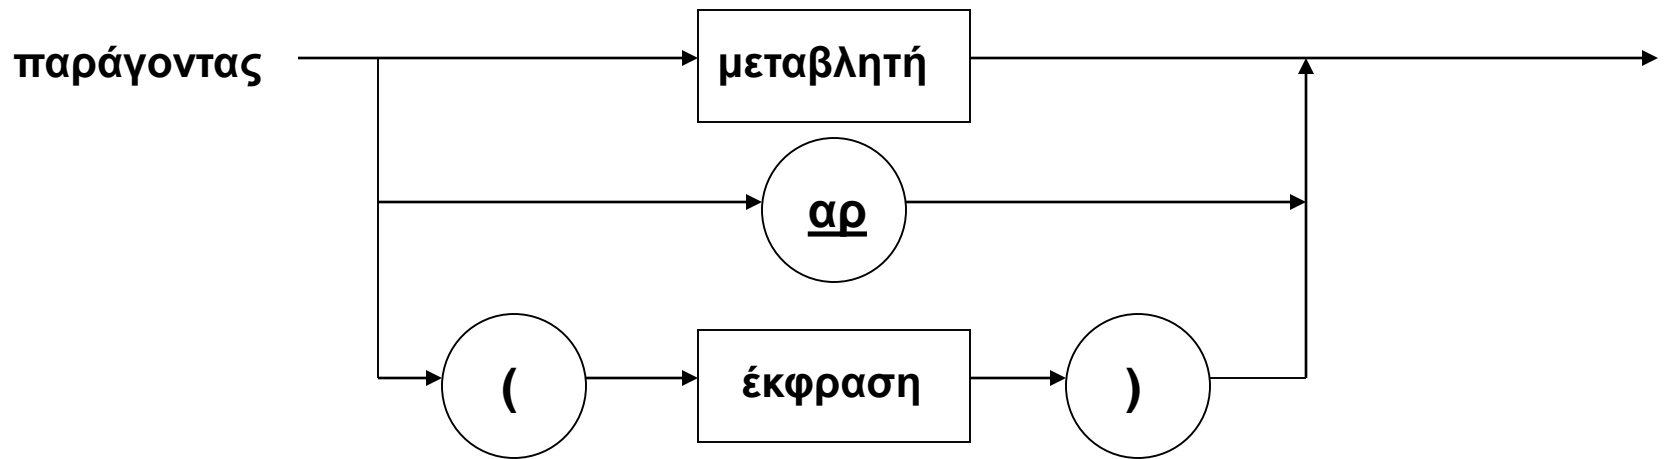 παράγοντας
μεταβλητή
αρ
(
έκφραση
)